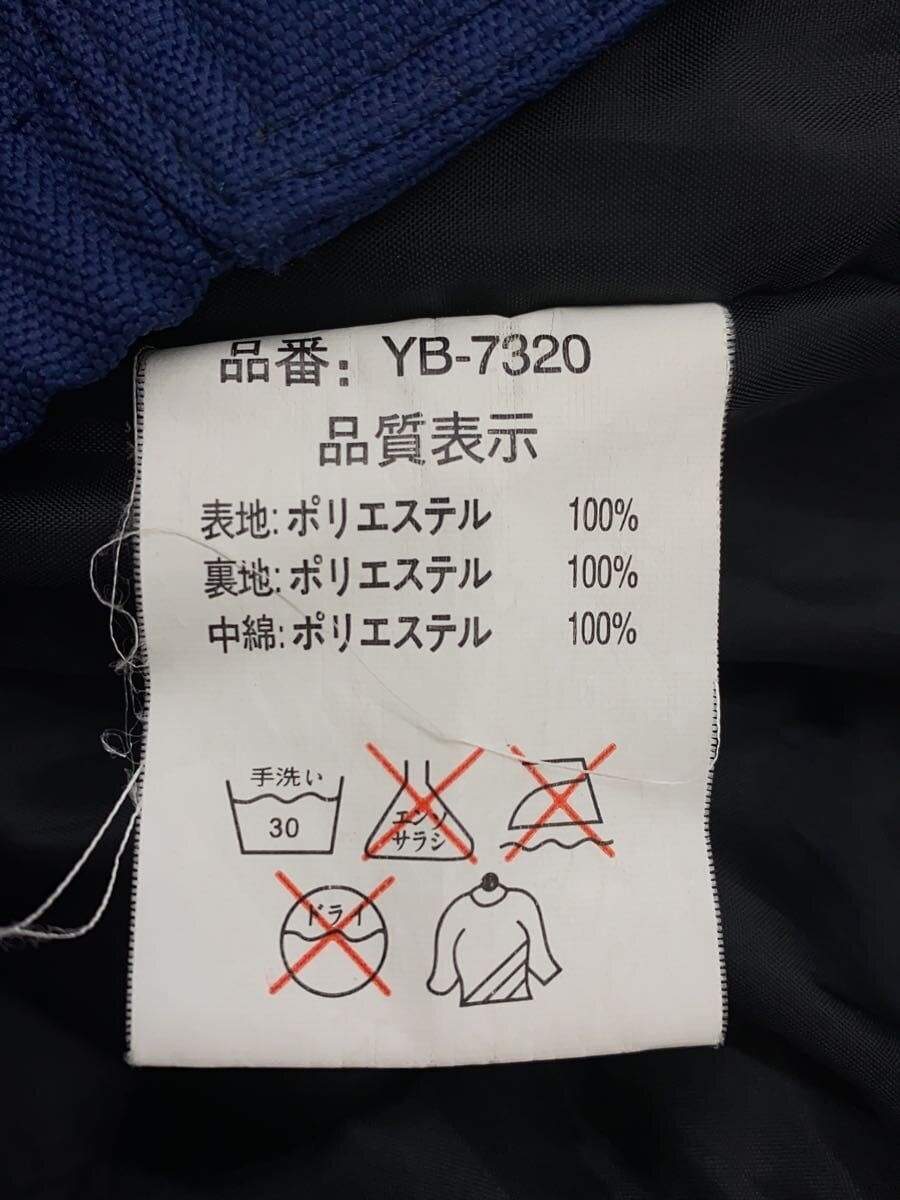 品番: YB-7320
品質表示
表地: ポリエステル 100%
裏地: ポリエステル 100%
中綿: ポリエステル 100%
手洗い
30
エンソ
サラシ
ドライ